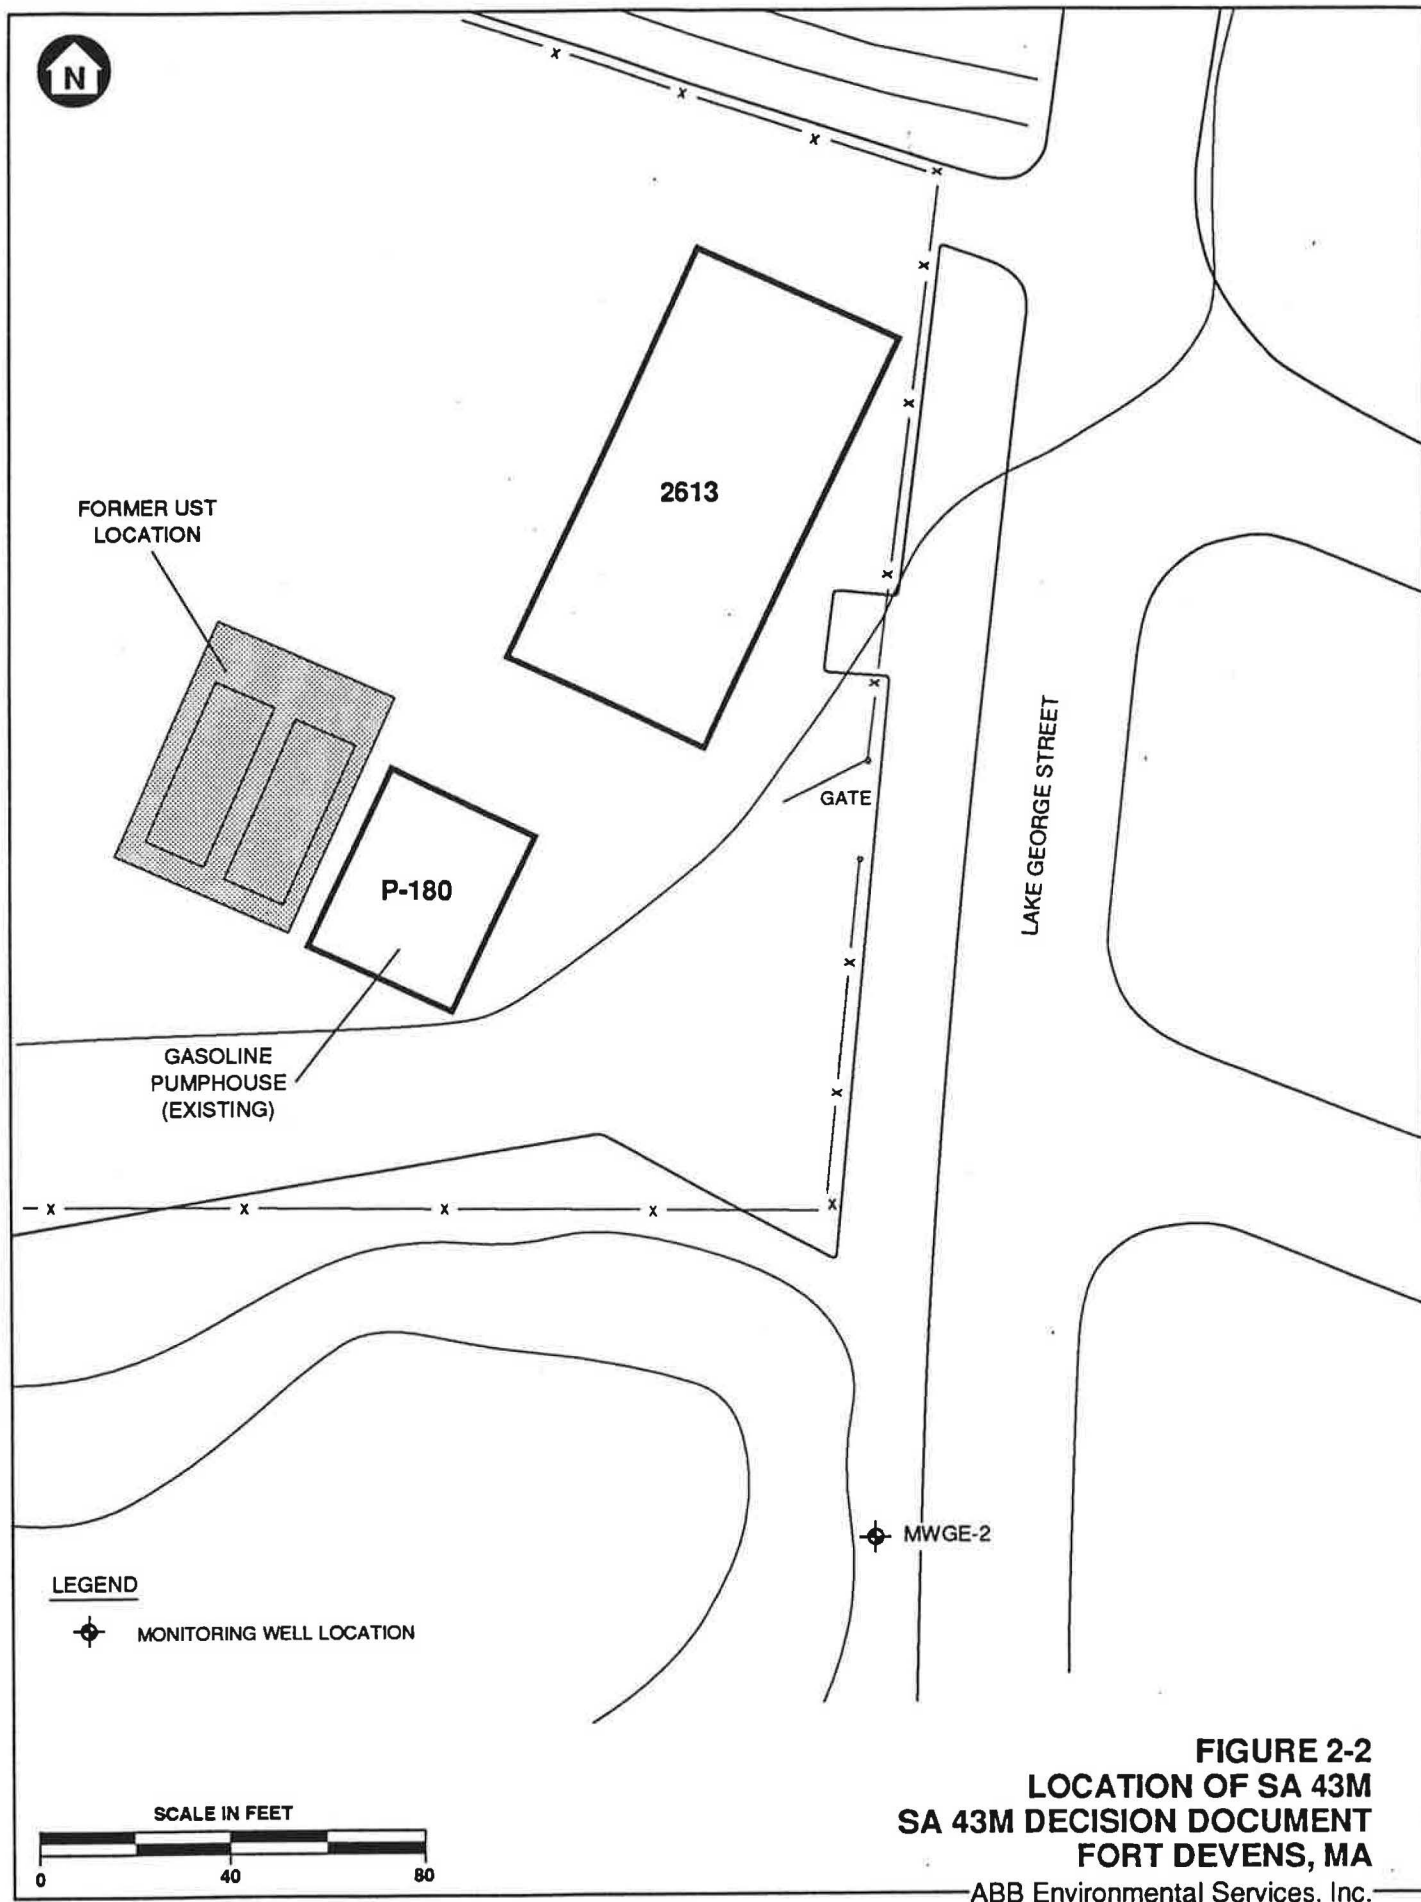 N
2613
FORMER UST
LOCATION
GATE
LAKE GEORGE STREET
P-180
GASOLINE
PUMPHOUSE
(EXISTING)
MWGE-2
LEGEND
MONITORING WELL LOCATION
SCALE IN FEET
0 40 80
FIGURE 2-2
LOCATION OF SA 43M
SA 43M DECISION DOCUMENT
FORT DEVENS, MA
ABB Environmental Services, Inc.